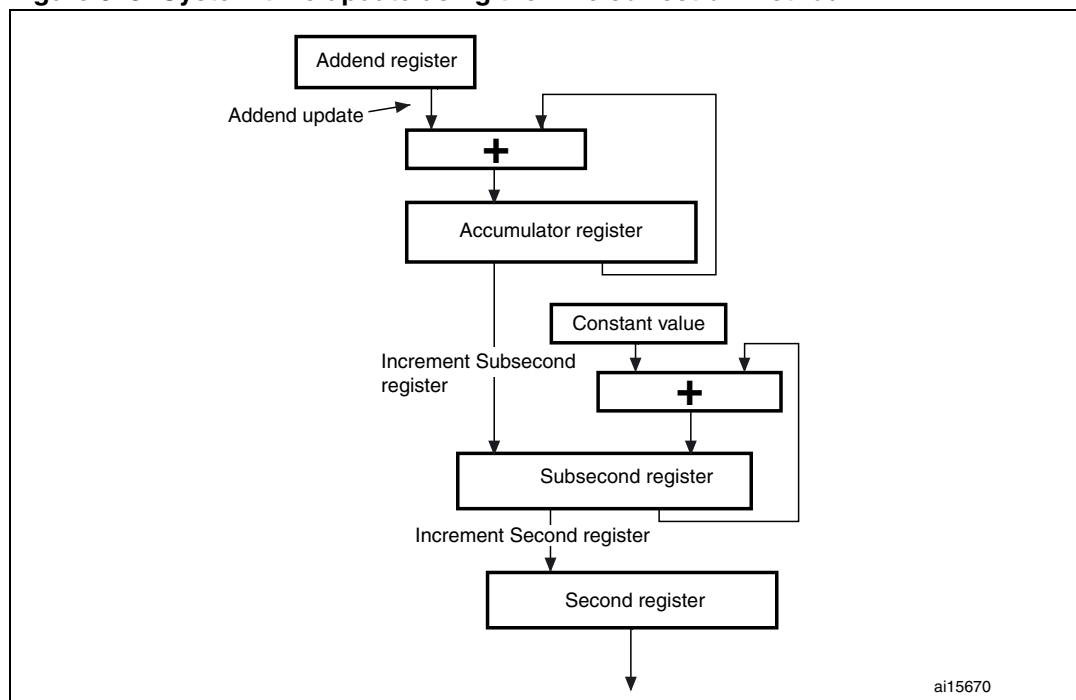 Addend register
Addend update
+
Accumulator register
Constant value
Increment Subsecond
register
+
Subsecond register
Increment Second register
Second register
ai15670